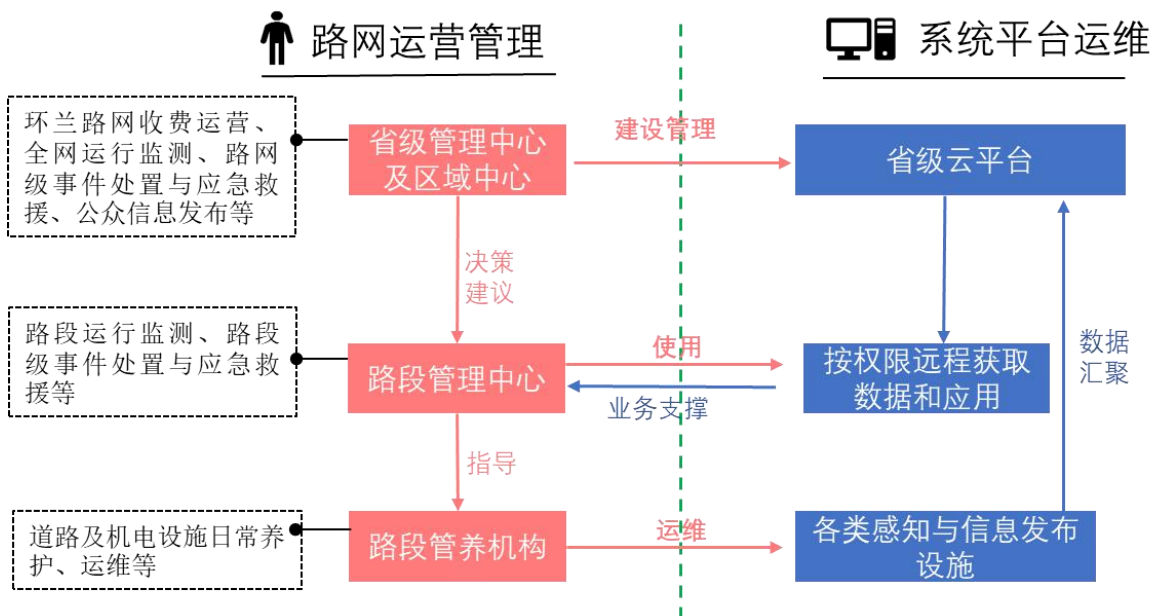 路网运营管理
系统平台运维
环兰路网收费运营、
全网运行监测、路网
级事件处置与应急救
援、公众信息发布等
省级管理中心
及区域中心
建设管理
省级云平台
决策
建议
路段运行监测、路段
级事件处置与应急救
援等
路段管理中心
使用
业务支撑
按权限远程获取
数据和应用
数据
汇聚
指导
道路及机电设施日常养
护、运维等
路段管养机构
运维
各类感知与信息发布
设施